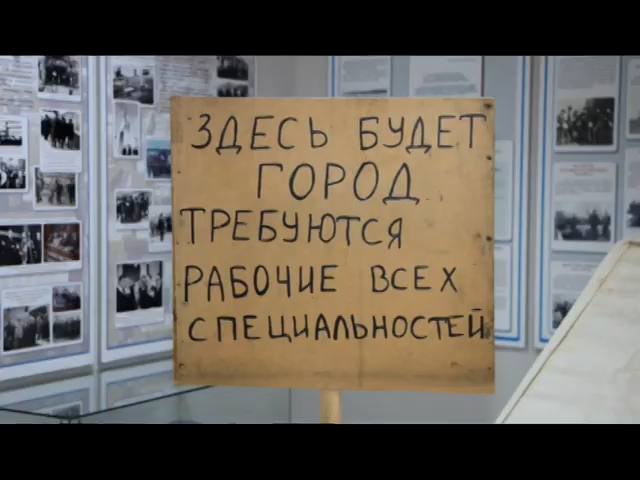 ЗДЕСЬ БУДЕТ
ГОРОД
ТРЕБУЮТСЯ
РАБОЧИЕ ВСЕХ
СПЕЦИАЛЬНОСТЕЙ